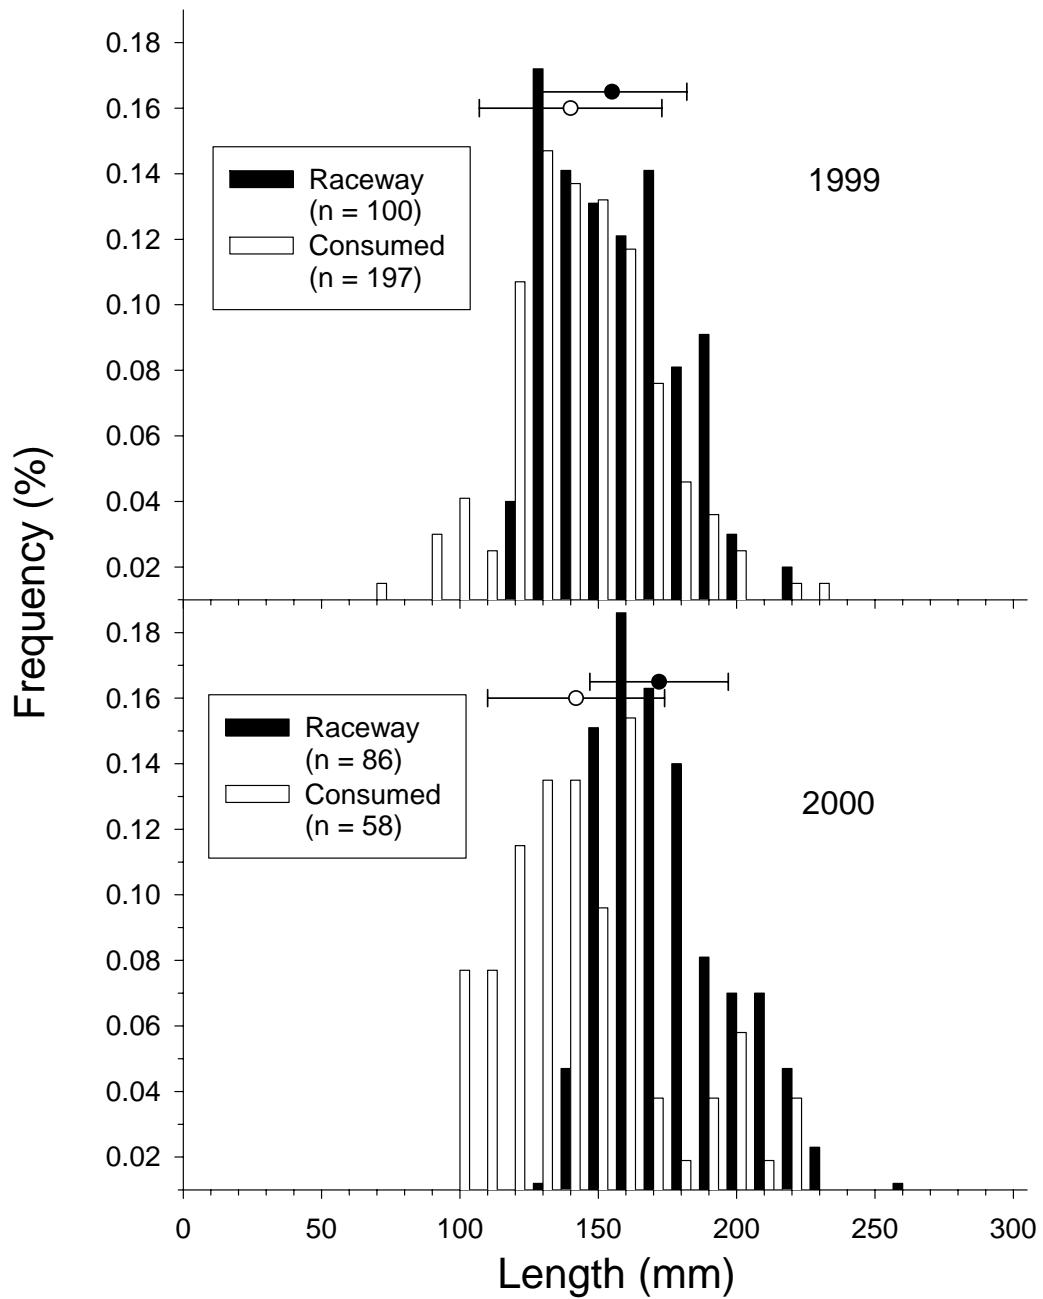 0.18
0.16
0.14
0.12
0.10
0.08
0.06
0.04
0.02
Raceway
(n = 100)
Consumed
(n = 197)
1999
Frequency (%)
0.18
0.16
0.14
0.12
0.10
0.08
0.06
0.04
0.02
Raceway
(n = 86)
Consumed
(n = 58)
2000
0 50 100 150 200 250 300
Length (mm)